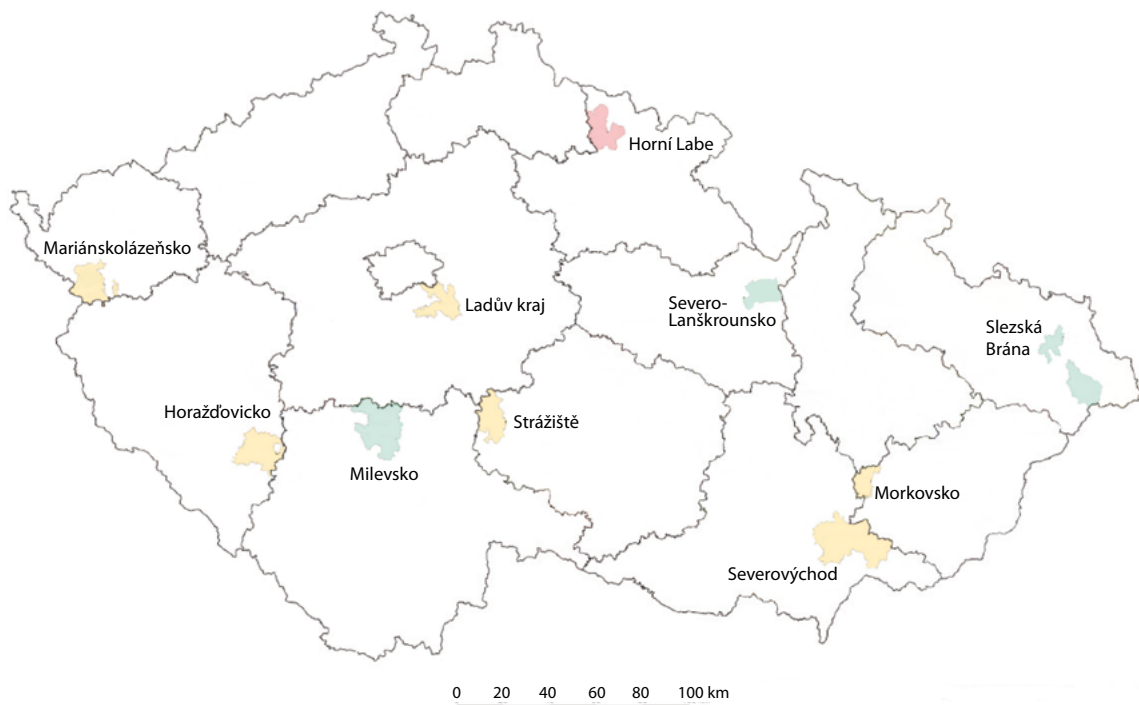 Horní Labe
Mariánskolázeňsko
Ladův kraj
Severo-
Lanškrounsko
Slezská
Brána
Horažďovicko
Strážiště
Milevsko
Morkovsko
Severovýchod
0 20 40 60 80 100 km